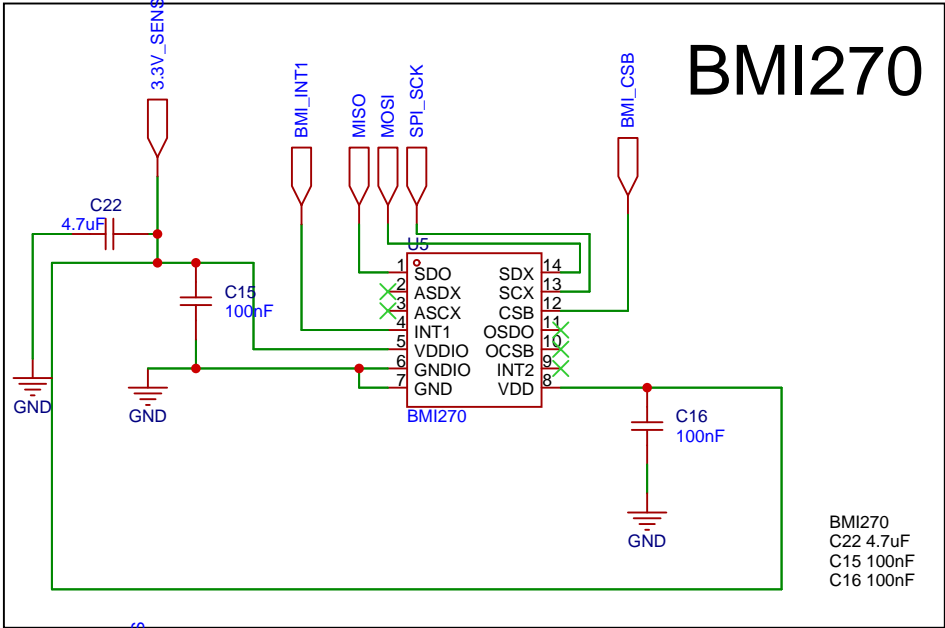 BMI270
3.3V_SENS
BMI_INT1
MISO
MOSI
SPI_SCK
BMI_CSB
C22
4.7uF
C15
100nF
U5
1 SDO
2 ASDX
3 ASCX
4 INT1
5 VDDIO
6 GNDIO
7 GND
SDX 14
SCX 13
CSB 12
OSDO 11
OCSB 10
INT2 9
VDD 8
BMI270
GND
GND
C16
100nF
GND
BMI270
C22 4.7uF
C15 100nF
C16 100nF